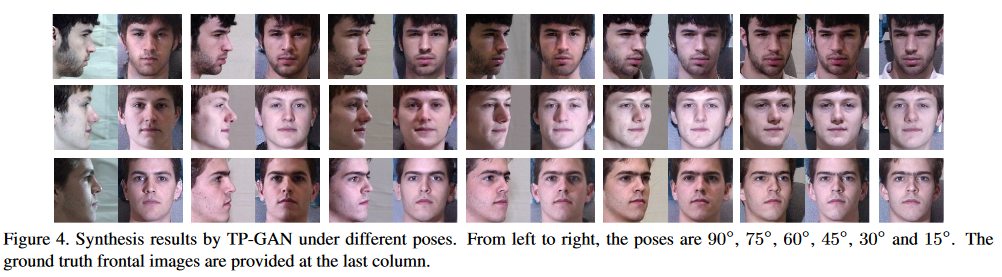 Figure 4. Synthesis results by TP-GAN under different poses. From left to right, the poses are 90°, 75°, 60°, 45°, 30° and 15°. The
ground truth frontal images are provided at the last column.